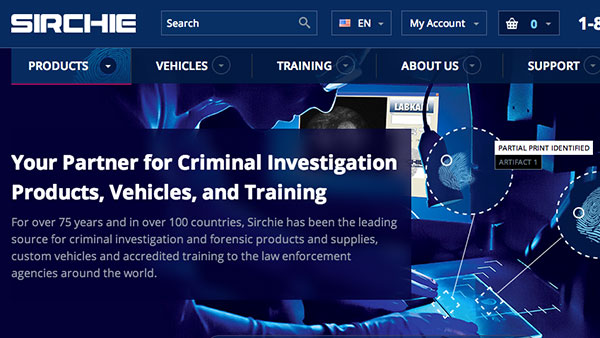 SIRCHIE
Search
EN
My Account
0
1-8
PRODUCTS
VEHICLES
TRAINING
ABOUT US
SUPPORT
LABKAM
PARTIAL PRINT IDENTIFIED
ARTIFACT 1
Your Partner for Criminal Investigation
Products, Vehicles, and Training
For over 75 years and in over 100 countries, Sirchie has been the leading
source for criminal investigation and forensic products and supplies,
custom vehicles and accredited training to the law enforcement
agencies around the world.